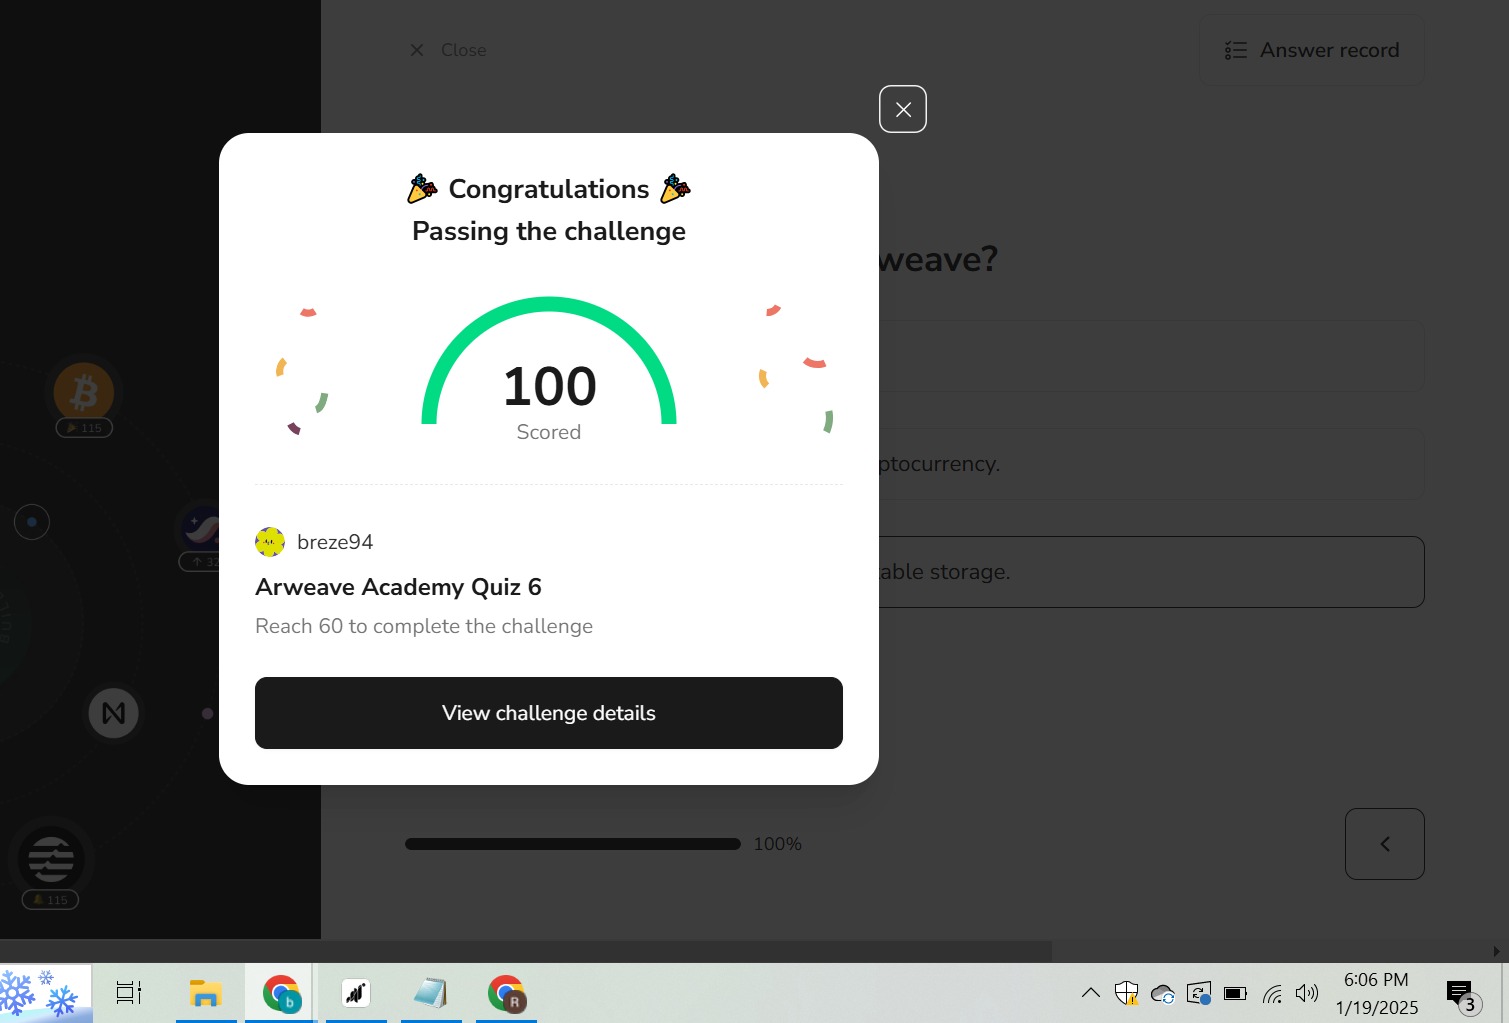 Close
Answer record
Congratulations
Passing the challenge
weave?
100
Scored
ptocurrency.
115
breze94
table storage.
Arweave Academy Quiz 6
Reach 60 to complete the challenge
View challenge details
100%
115
6:06 PM
1/19/2025
3
b
R